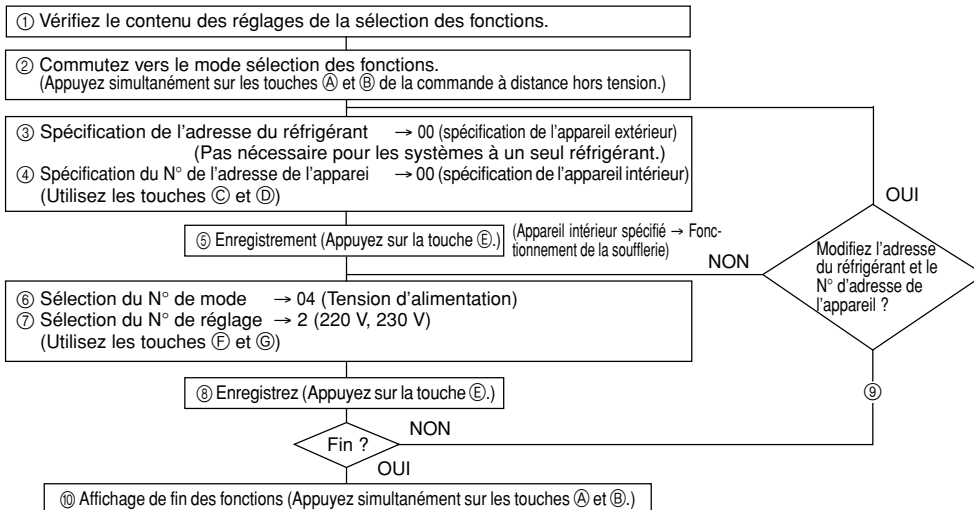 ① Vérifiez le contenu des réglages de la sélection des fonctions.
② Commutez vers le mode sélection des fonctions.
(Appuyez simultanément sur les touches Ⓐ et Ⓑ de la commande à distance hors tension.)
③ Spécification de l'adresse du réfrigérant → 00 (spécification de l'appareil extérieur)
(Pas nécessaire pour les systèmes à un seul réfrigérant.)
④ Spécification du N° de l'adresse de l'apparei → 00 (spécification de l'appareil intérieur)
(Utilisez les touches Ⓒ et Ⓓ)
OUI
⑤ Enregistrement (Appuyez sur la touche Ⓔ.)
(Appareil intérieur spécifié → Fonc-
tionnement de la soufflerie)
NON
Modifiez l'adresse
du réfrigérant et le
N° d'adresse de
l'appareil ?
⑥ Sélection du N° de mode → 04 (Tension d'alimentation)
⑦ Sélection du N° de réglage → 2 (220 V, 230 V)
(Utilisez les touches Ⓕ et Ⓖ)
⑧ Enregistrez (Appuyez sur la touche Ⓔ.)
⑨
Fin ?
NON
OUI
⑩ Affichage de fin des fonctions (Appuyez simultanément sur les touches Ⓐ et Ⓑ.)